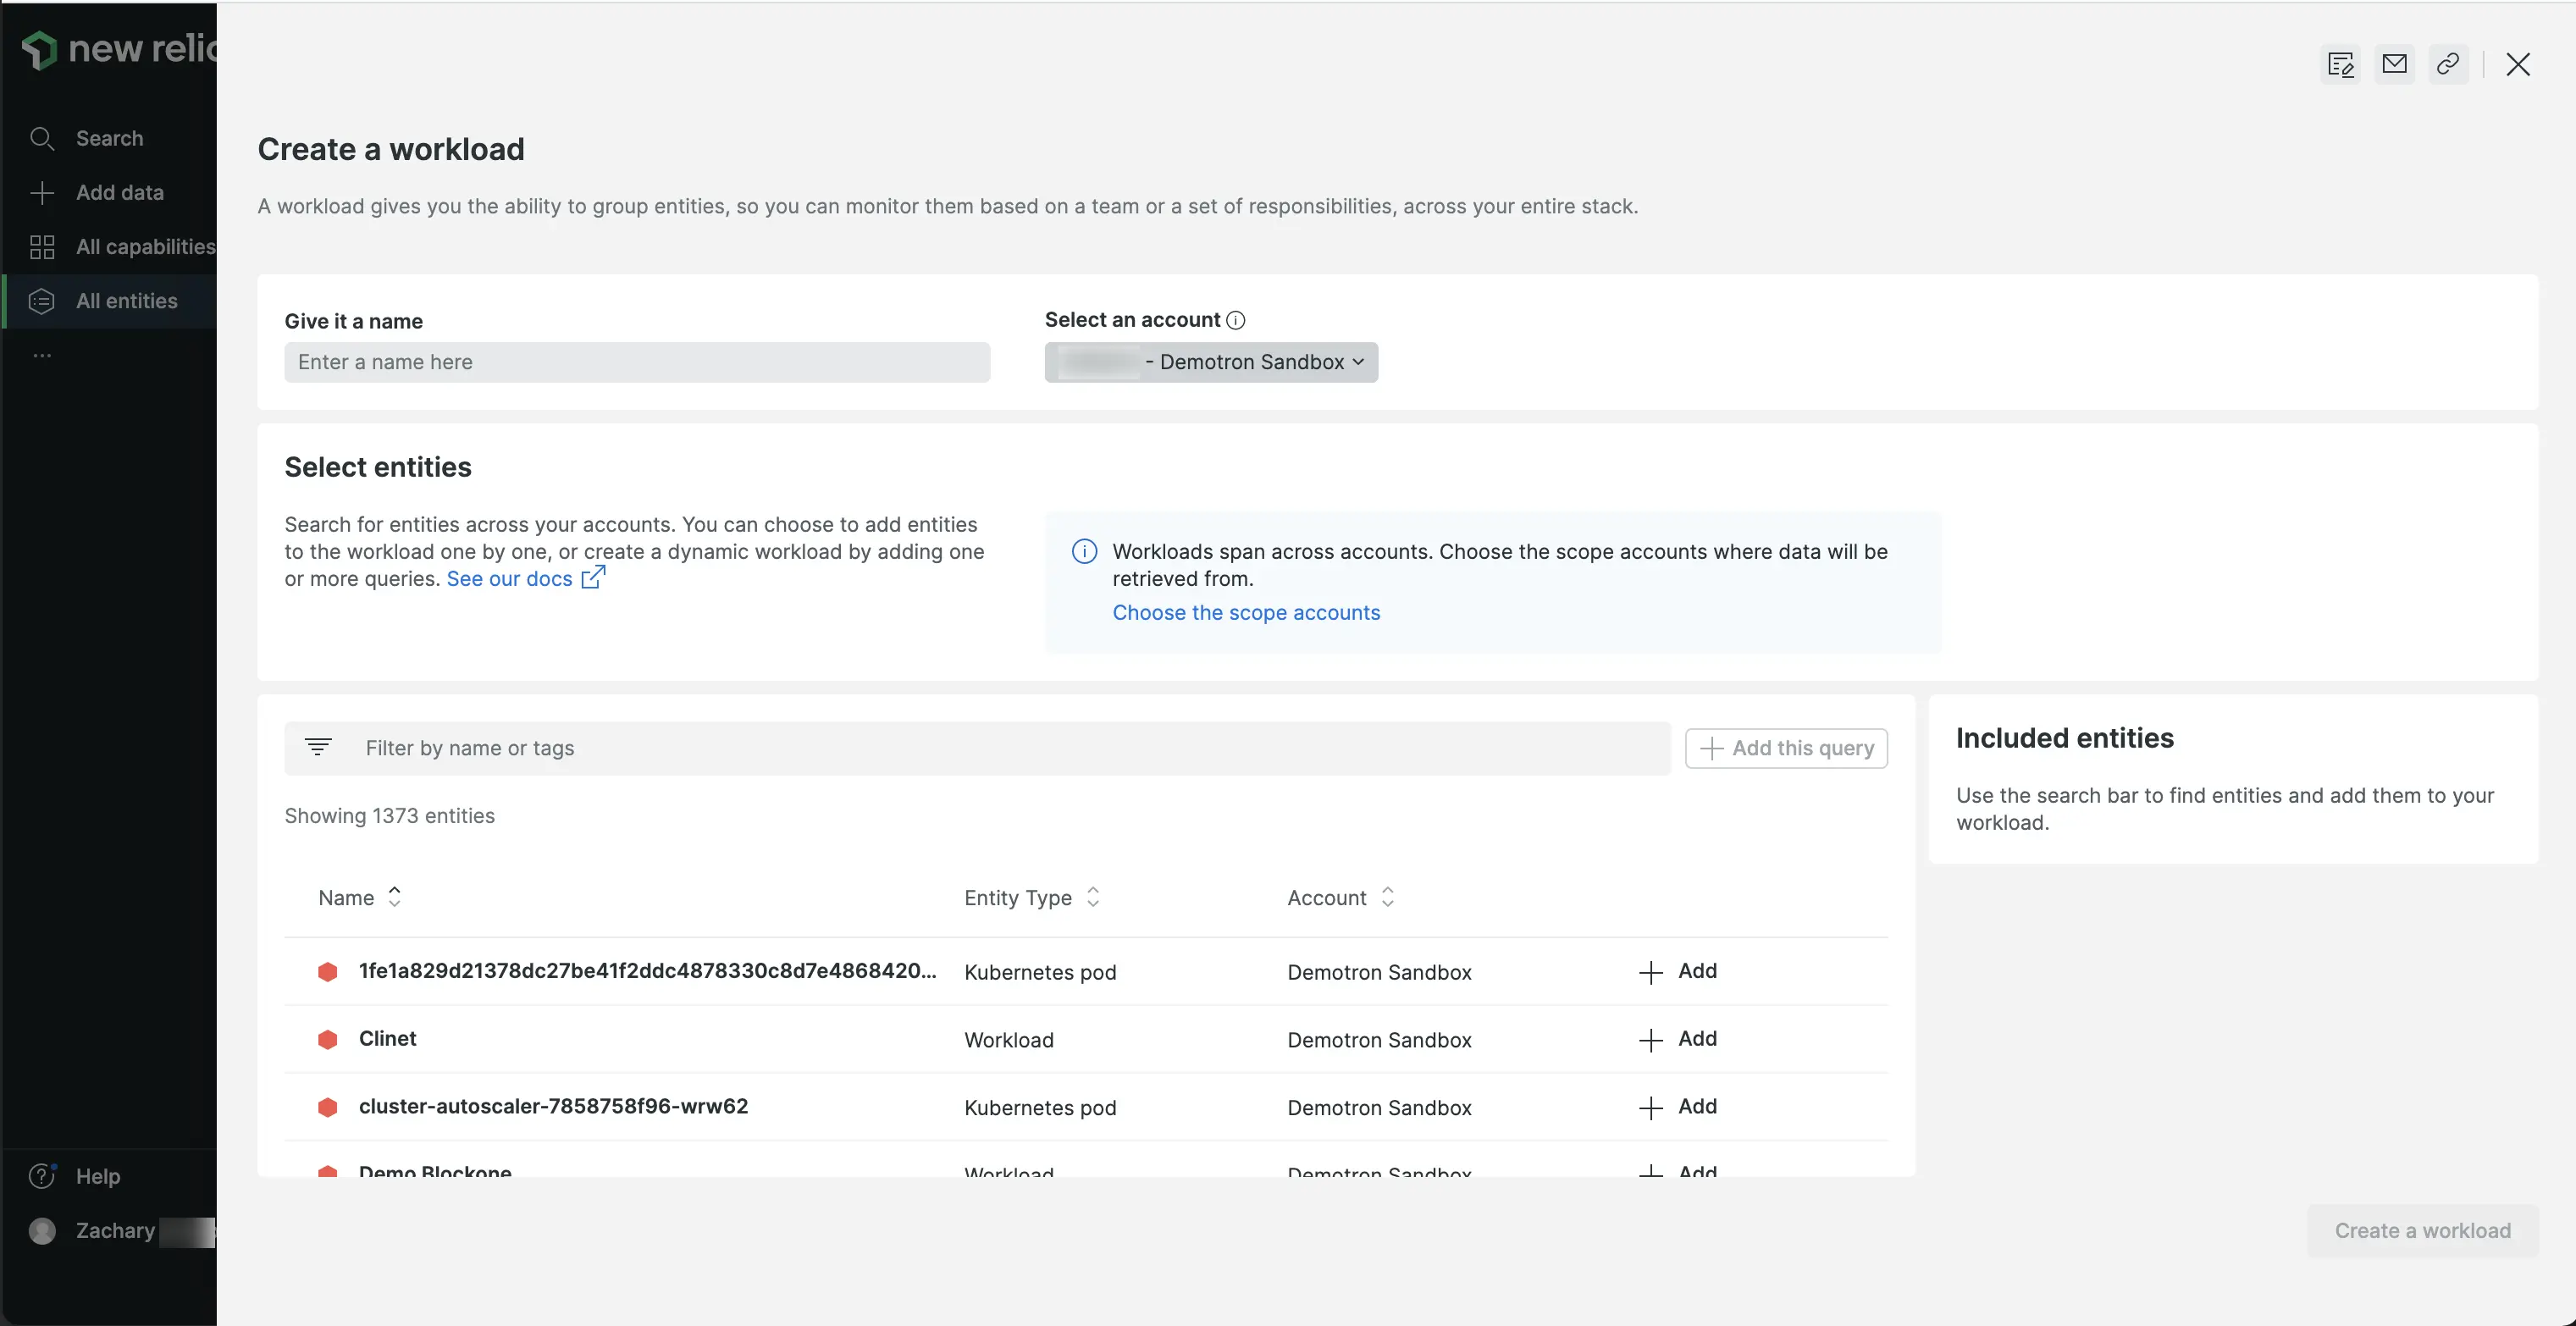 new relic
Search
Add data
All capabilities
All entities
...
Help
Zachary
Create a workload
A workload gives you the ability to group entities, so you can monitor them based on a team or a set of responsibilities, across your entire stack.
Give it a name
Enter a name here
Select an account
- Demotron Sandbox
Select entities
Search for entities across your accounts. You can choose to add entities
to the workload one by one, or create a dynamic workload by adding one
or more queries. See our docs
Workloads span across accounts. Choose the scope accounts where data will be
retrieved from.
Choose the scope accounts
Filter by name or tags
Add this query
Showing 1373 entities
Name Entity Type Account
1fe1a829d21378dc27be41f2ddc4878330c8d7e4868420... Kubernetes pod Demotron Sandbox Add
Clinet Workload Demotron Sandbox Add
cluster-autoscaler-7858758f96-wrw62 Kubernetes pod Demotron Sandbox Add
Demo Blockone Workload Demotron Sandbox Add
Included entities
Use the search bar to find entities and add them to your
workload.
Create a workload